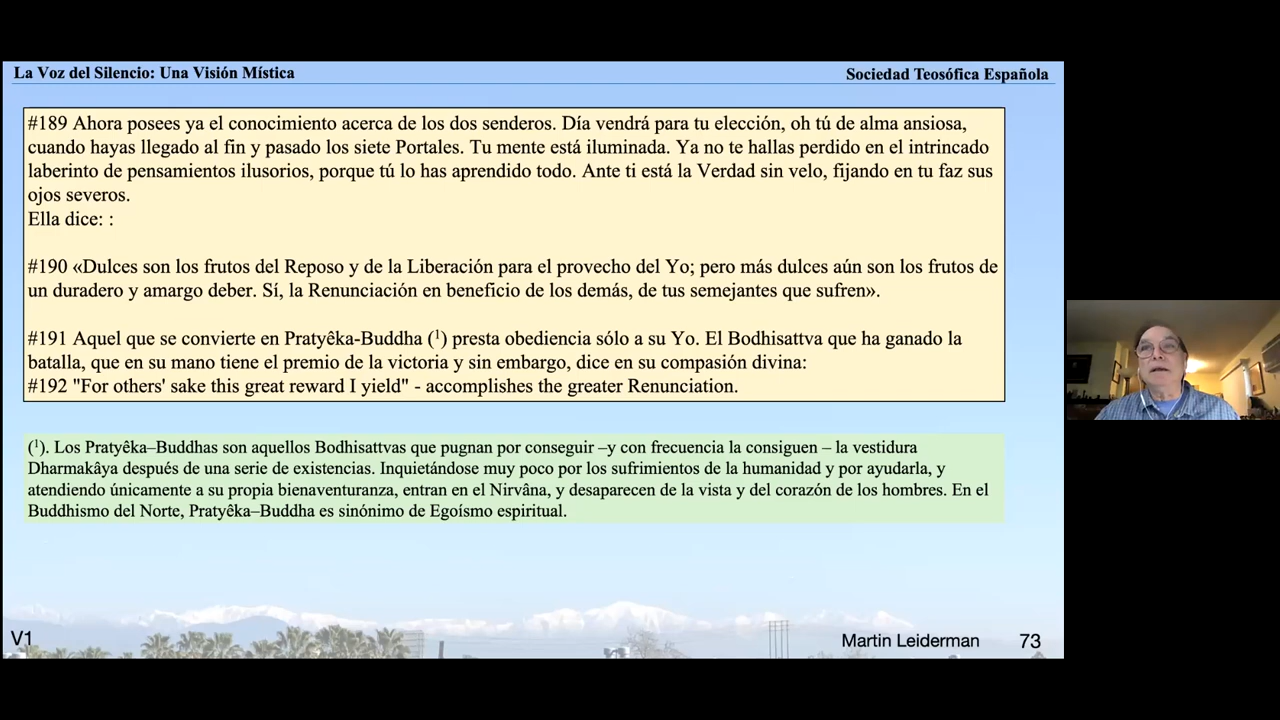 La Voz del Silencio: Una Visión Mística
Sociedad Teosófica Española
#189 Ahora posees ya el conocimiento acerca de los dos senderos. Día vendrá para tu elección, oh tú de alma ansiosa,
cuando hayas llegado al fin y pasado los siete Portales. Tu mente está iluminada. Ya no te hallas perdido en el intrincado
laberinto de pensamientos ilusorios, porque tú lo has aprendido todo. Ante ti está la Verdad sin velo, fijando en tu faz sus
ojos severos.
Ella dice: :
#190 «Dulces son los frutos del Reposo y de la Liberación para el provecho del Yo; pero más dulces aún son los frutos de
un duradero y amargo deber. Sí, la Renunciación en beneficio de los demás, de tus semejantes que sufren».
#191 Aquel que se convierte en Pratyêka-Buddha (¹) presta obediencia sólo a su Yo. El Bodhisattva que ha ganado la
batalla, que en su mano tiene el premio de la victoria y sin embargo, dice en su compasión divina:
#192 "For others' sake this great reward I yield" - accomplishes the greater Renunciation.
(¹). Los Pratyêka–Buddhas son aquellos Bodhisattvas que pugnan por conseguir –y con frecuencia la consiguen – la vestidura
Dharmakâya después de una serie de existencias. Inquietándose muy poco por los sufrimientos de la humanidad y por ayudarla, y
atendiendo únicamente a su propia bienaventuranza, entran en el Nirvâna, y desaparecen de la vista y del corazón de los hombres. En el
Buddhismo del Norte, Pratyêka–Buddha es sinónimo de Egoísmo espiritual.
V1
Martin Leiderman
73